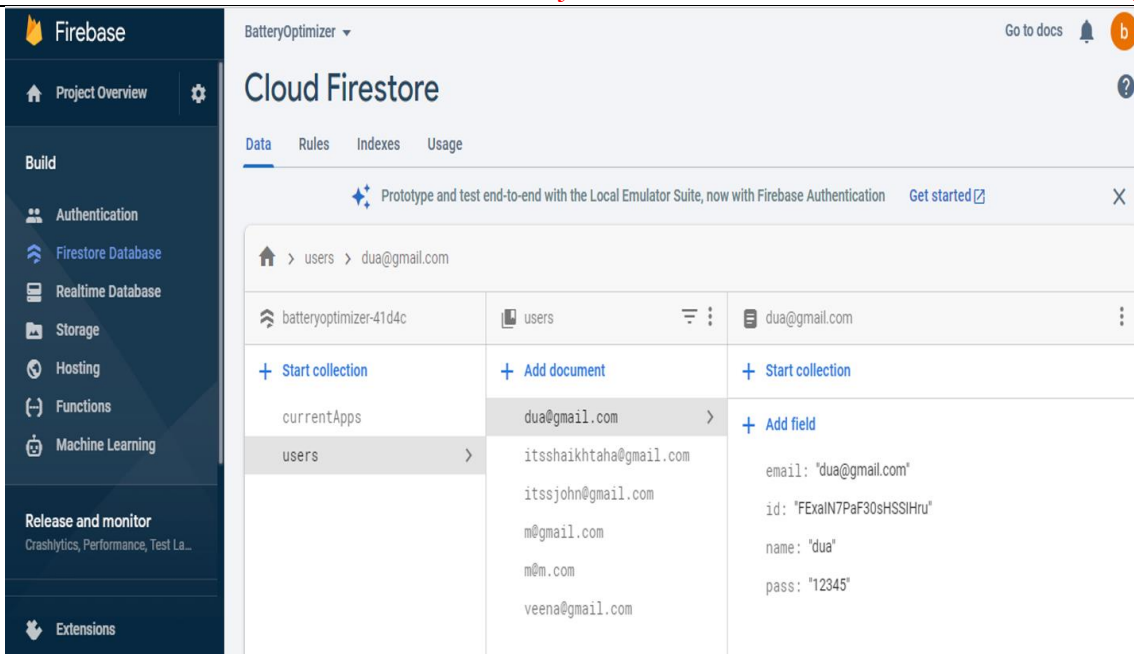 Firebase
BatteryOptimizer
Go to docs
b
Project Overview
Cloud Firestore
?
Data Rules Indexes Usage
Build
Prototype and test end-to-end with the Local Emulator Suite, now with Firebase Authentication Get started
Authentication
Firestore Database
Realtime Database
Storage
Hosting
Functions
Machine Learning
Release and monitor
Crashlytics, Performance, Test La...
Extensions
users > dua@gmail.com
batteryoptimizer-41d4c
+ Start collection
currentApps
users
users
+ Add document
dua@gmail.com
itsshaikhtaha@gmail.com
itssjohn@gmail.com
m@gmail.com
m@m.com
veena@gmail.com
dua@gmail.com
+ Start collection
+ Add field
email: "dua@gmail.com"
id: "FExaIN7PaF30sHSSIHru"
name: "dua"
pass: "12345"